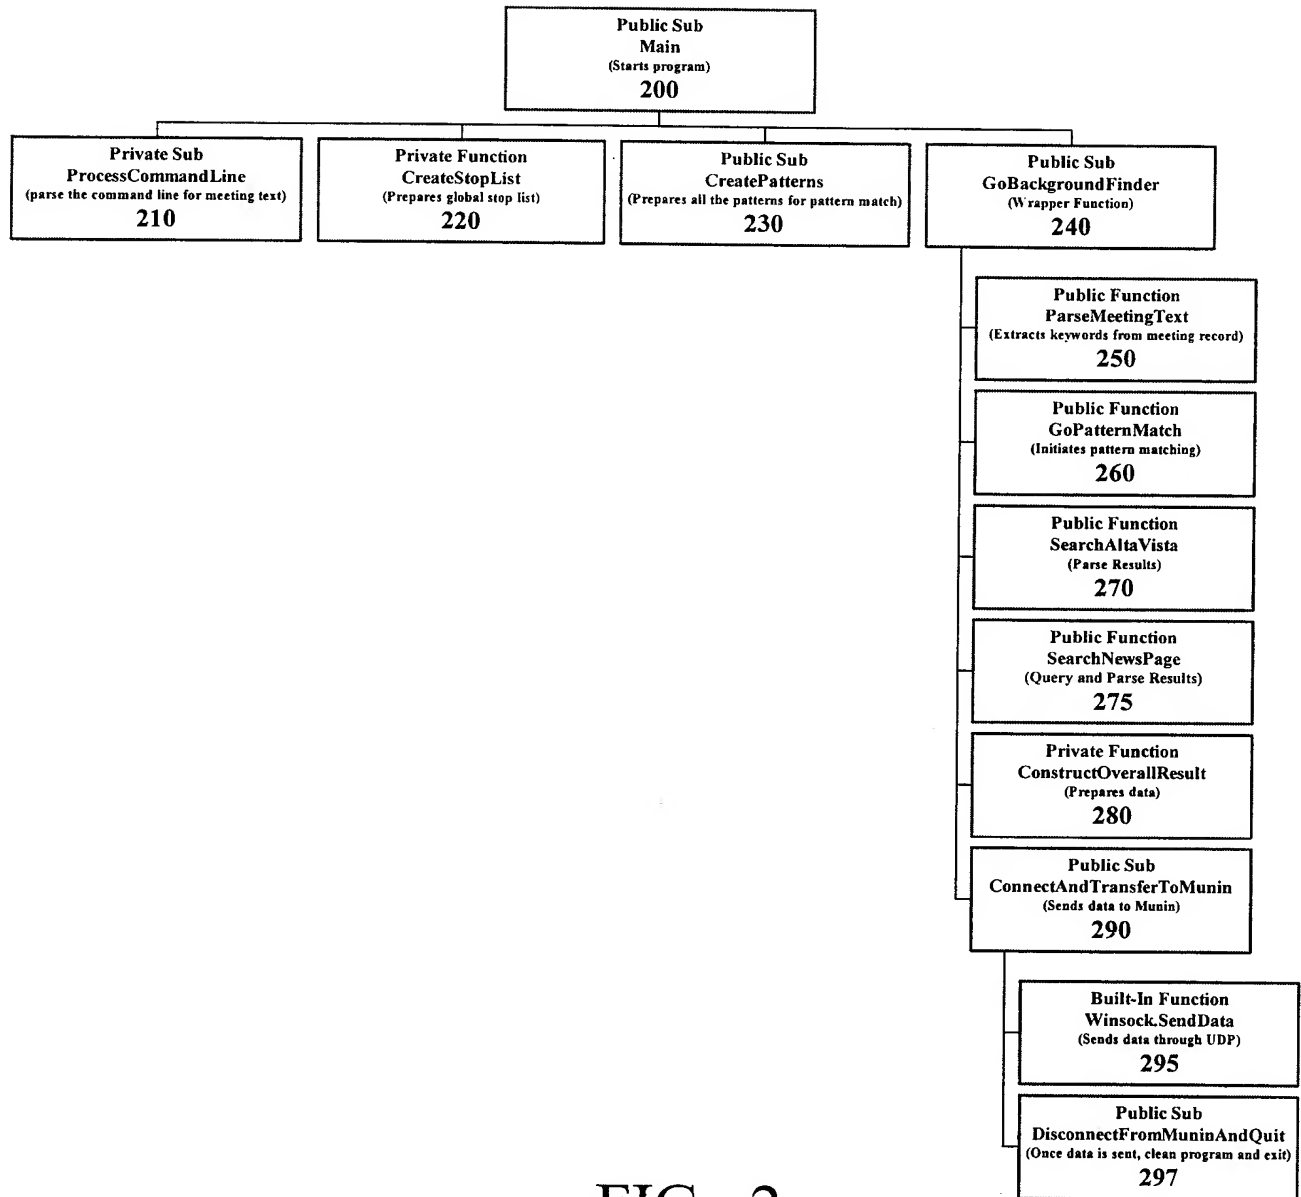 Public Sub
Main
(Starts program)
200
Private Sub
ProcessCommandLine
(parse the command line for meeting text)
210
Private Function
CreateStopList
(Prepares global stop list)
220
Public Sub
CreatePatterns
(Prepares all the patterns for pattern match)
230
Public Sub
GoBackgroundFinder
(Wrapper Function)
240
Public Function
ParseMeetingText
(Extracts keywords from meeting record)
250
Public Function
GoPatternMatch
(Initiates pattern matching)
260
Public Function
SearchAltaVista
(Parse Results)
270
Public Function
SearchNewsPage
(Query and Parse Results)
275
Private Function
ConstructOverallResult
(Prepares data)
280
Public Sub
ConnectAndTransferToMunin
(Sends data to Munin)
290
Built-In Function
Winsock.SendData
(Sends data through UDP)
295
Public Sub
DisconnectFromMuninAndQuit
(Once data is sent, clean program and exit)
297
FIG. 2